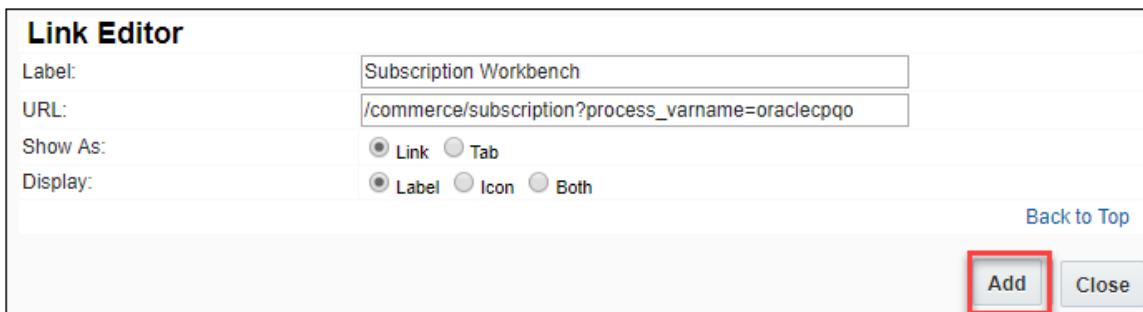 Link Editor
Label: Subscription Workbench
URL: /commerce/subscription?process_varname=oraclecpqo
Show As: Link Tab
Display: Label Icon Both
Back to Top
Add Close